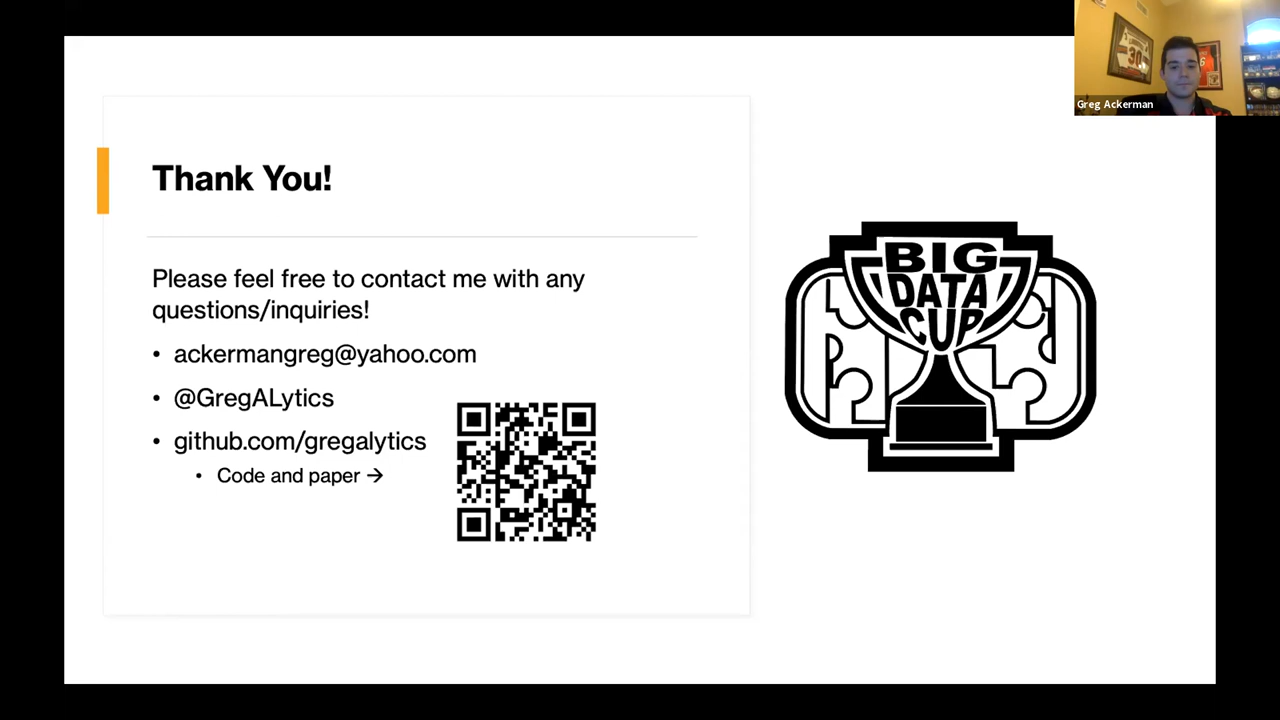 Greg Ackerman
Thank You!
Please feel free to contact me with any
questions/inquiries!
• ackermangreg@yahoo.com
• @GregALytics
• github.com/gregalytics
• Code and paper →
BIG
DATA
CUP
30